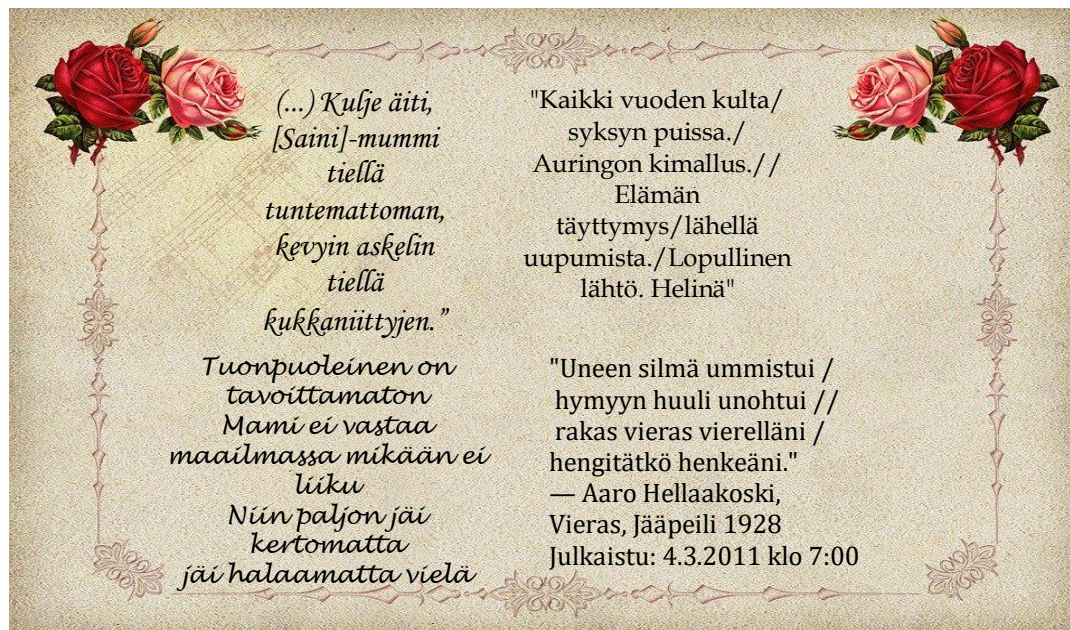 (...) Kulje äiti,
[Saini]-mummi
tiellä
tuntemattoman,
kevyin askelin
tiellä
kukkaniittyjen.”
"Kaikki vuoden kulta/
syksyn puissa./
Auringon kimallus.//
Elämän
täyttymys/lähellä
uupumista./Lopullinen
lähtö. Helinä"
Tuonpuoleinen on
tavoittamaton
Mami ei vastaa
maailmassa mikään ei
liiku
Niin paljon jäi
kertomatta
jäi halaamatta vielä
"Uneen silmä ummistui /
hymyyn huuli unohtui //
rakas vieras vierelläni /
hengitätkö henkeäni."
— Aaro Hellaakoski,
Vieras, Jääpeili 1928
Julkaistu: 4.3.2011 klo 7:00